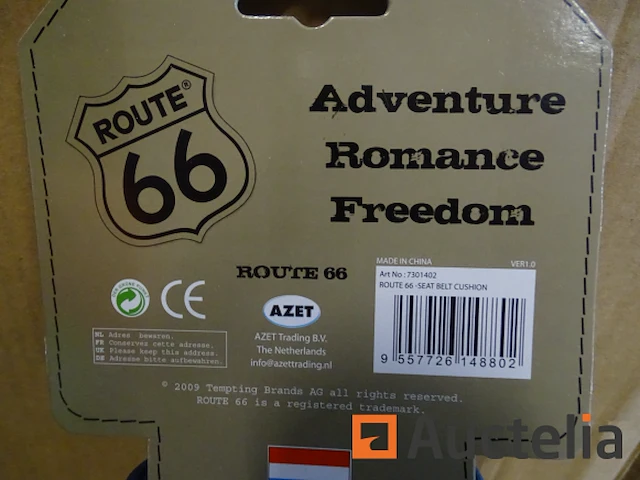 ROUTE®
66
Adventure
Romance
Freedom
ROUTE 66
CE
AZET
AZET Trading B.V.
The Netherlands
info@azettrading.nl
MADE IN CHINA
VER1.0
Art No : 7301402
ROUTE 66 -SEAT BELT CUSHION
9 557726 148802
NL Adres bewaren.
FR Conservez cette adresse.
GB Please keep this address.
DE Adresse bitte aufbewahren.
© 2009 Tempting Brands AG all rights reserved.
ROUTE 66 is a registered trademark.
Auctelia